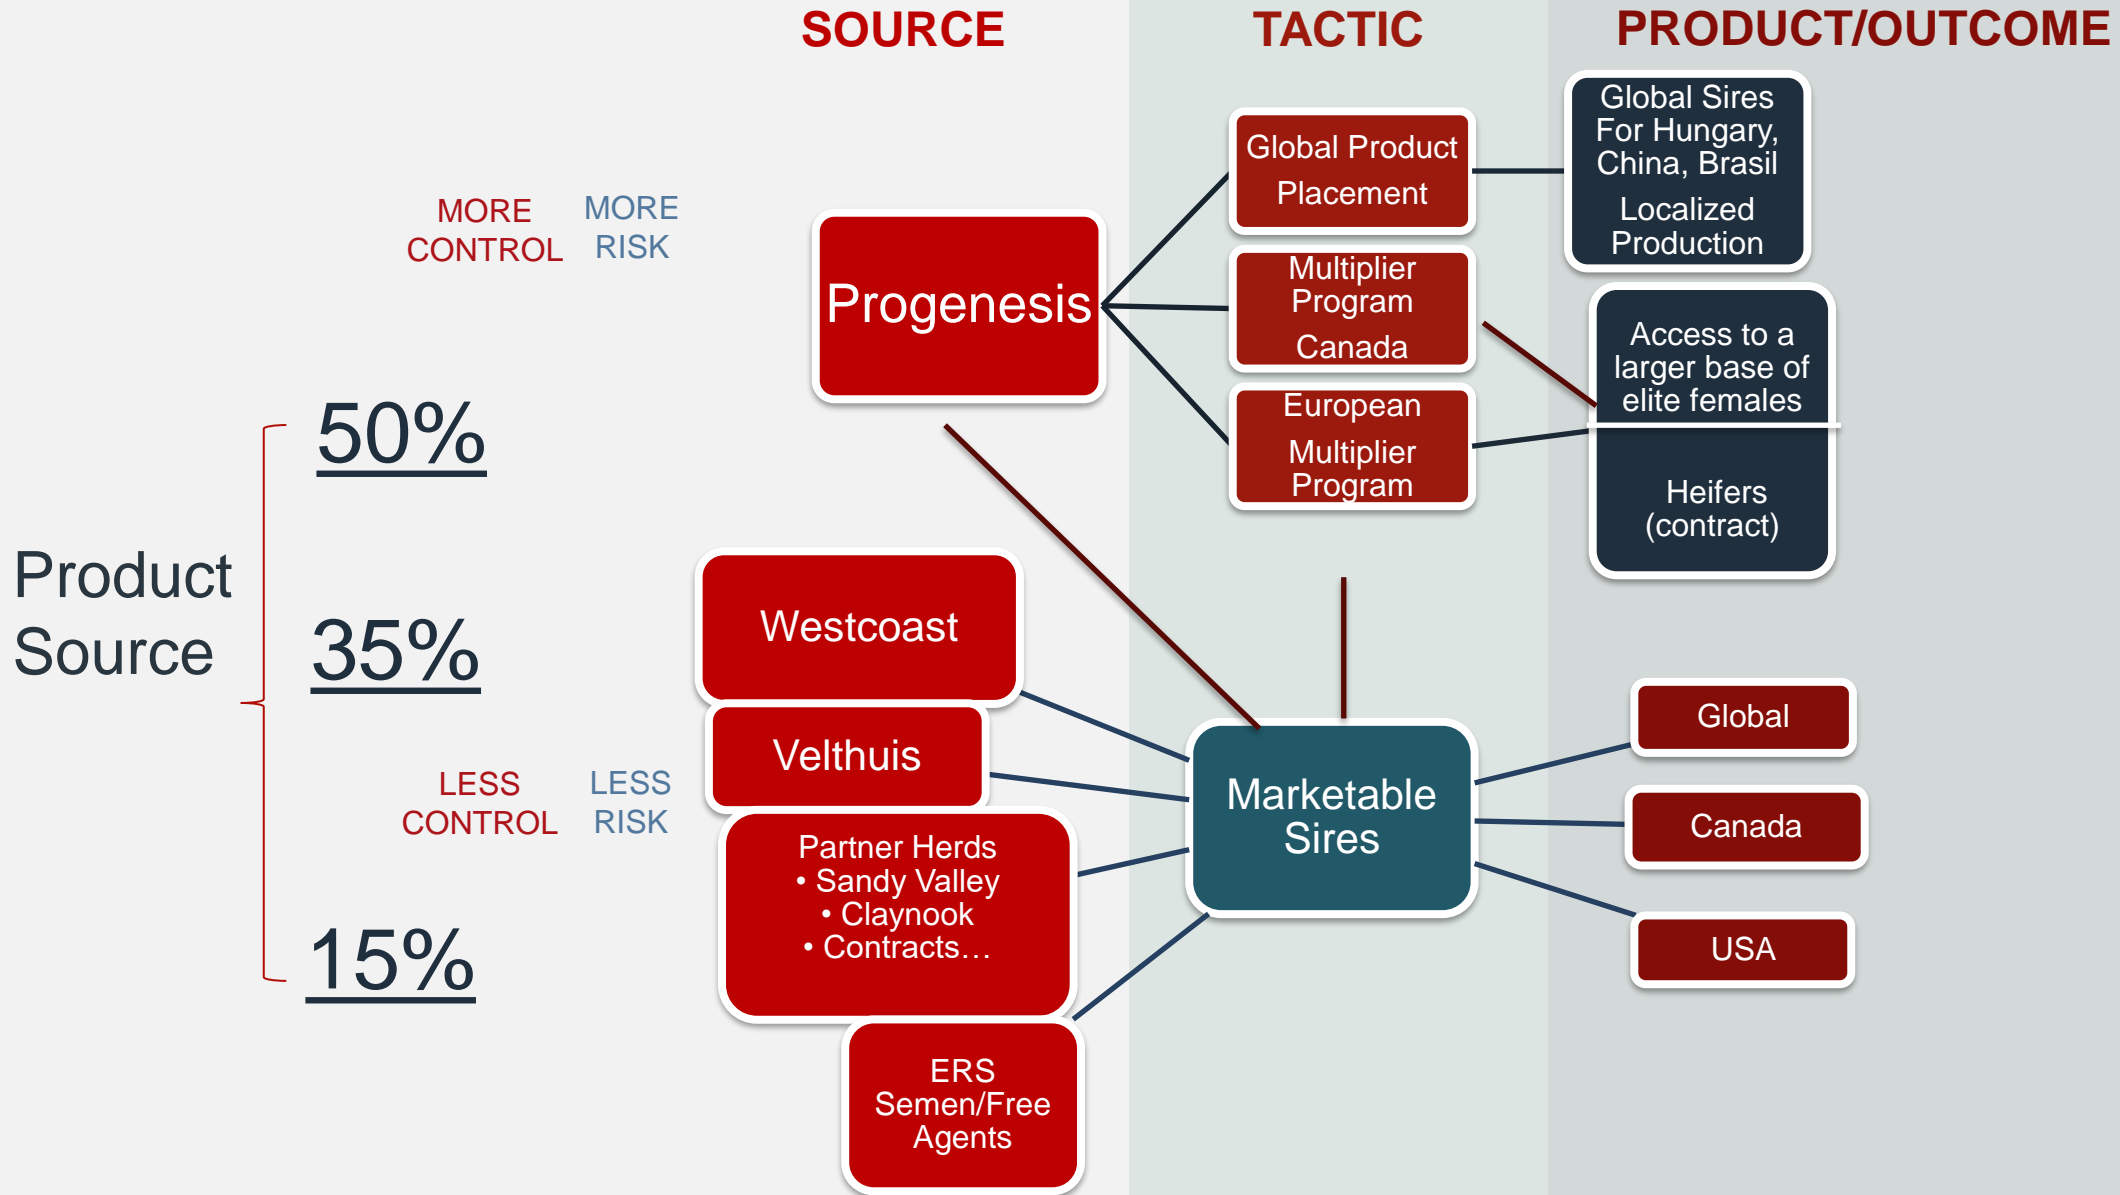 SOURCE
TACTIC
PRODUCT/OUTCOME
MORE
CONTROL
MORE
RISK
50%
Product
Source
35%
LESS
CONTROL
LESS
RISK
15%
Progenesis
Westcoast
Velthuis
Partner Herds
• Sandy Valley
• Claynook
• Contracts…
ERS
Semen/Free
Agents
Global Product
Placement
Multiplier
Program
Canada
European
Multiplier
Program
Marketable
Sires
Global Sires
For Hungary,
China, Brasil
Localized
Production
Access to a
larger base of
elite females
Heifers
(contract)
Global
Canada
USA